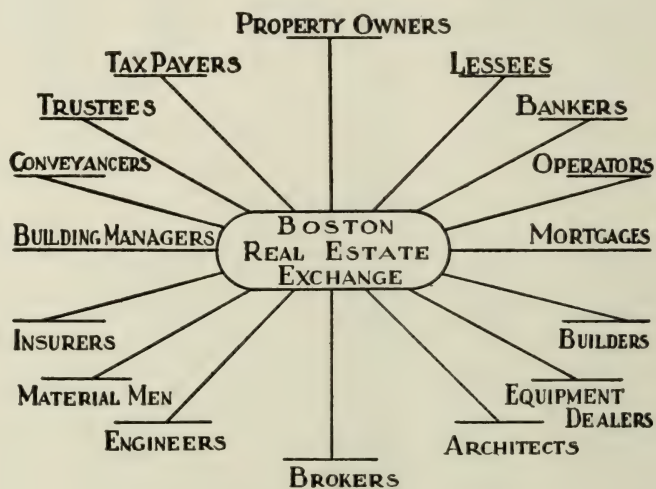 PROPERTY OWNERS
TAX PAYERS
LESSEES
TRUSTEES
BANKERS
CONVEYANCERS
OPERATORS
BUILDING MANAGERS
BOSTON
REAL ESTATE
EXCHANGE
MORTGAGES
INSURERS
BUILDERS
MATERIAL MEN
EQUIPMENT
DEALERS
ENGINEERS
ARCHITECTS
BROKERS